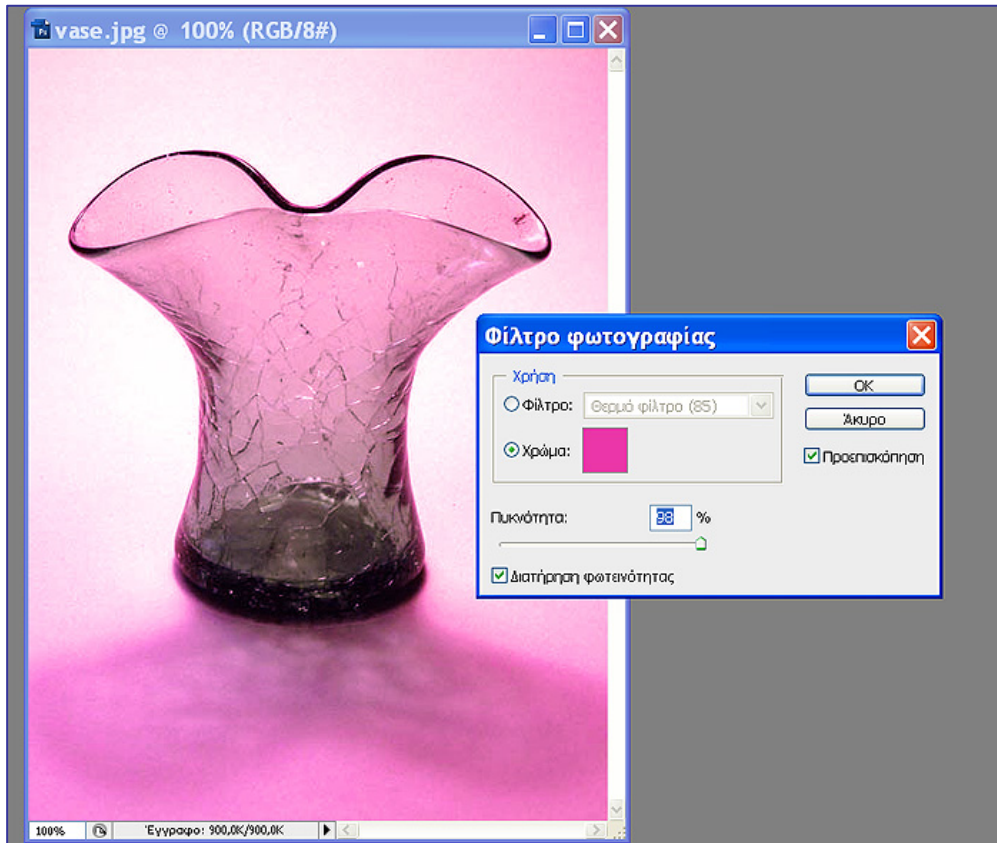 vase.jpg @ 100% (RGB/8#)
Φίλτρο φωτογραφίας
Χρήση
Φίλτρο: Θερμό φίλτρο (85)
Χρώμα:
OK
Άκυρο
Προεπισκόπηση
Πυκνότητα: 98 %
Διατήρηση φωτεινότητας
100% Έγγραφο: 900,0K/900,0K